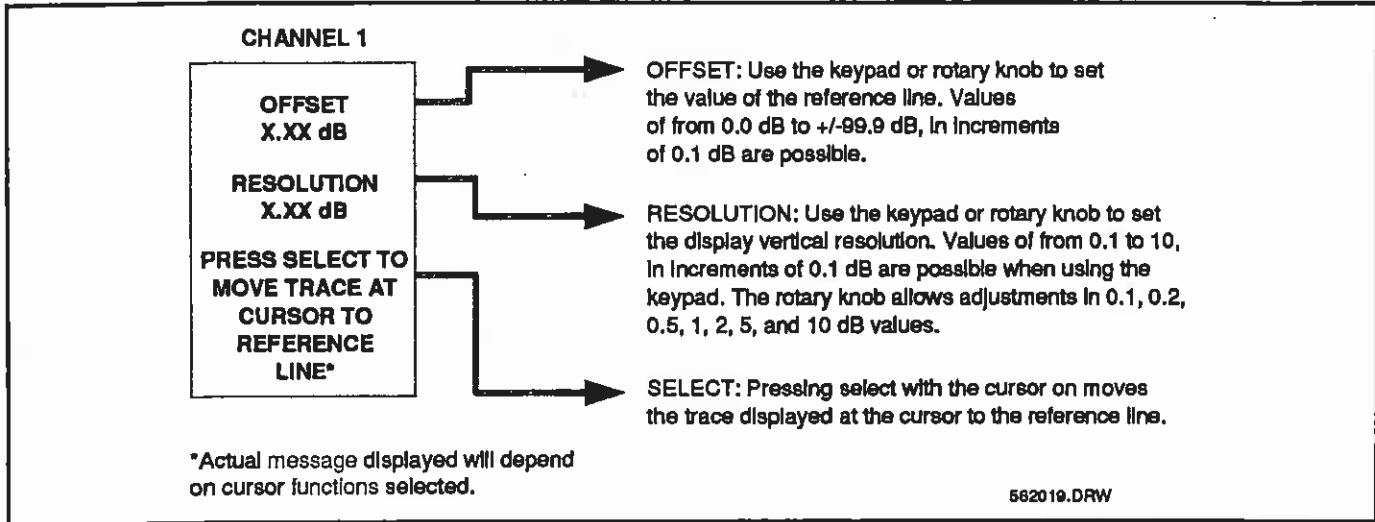 CHANNEL 1
OFFSET
X.XX dB
RESOLUTION
X.XX dB
PRESS SELECT TO
MOVE TRACE AT
CURSOR TO
REFERENCE
LINE*
OFFSET: Use the keypad or rotary knob to set
the value of the reference line. Values
of from 0.0 dB to +/-99.9 dB, in increments
of 0.1 dB are possible.
RESOLUTION: Use the keypad or rotary knob to set
the display vertical resolution. Values of from 0.1 to 10,
in increments of 0.1 dB are possible when using the
keypad. The rotary knob allows adjustments in 0.1, 0.2,
0.5, 1, 2, 5, and 10 dB values.
SELECT: Pressing select with the cursor on moves
the trace displayed at the cursor to the reference line.
*Actual message displayed will depend
on cursor functions selected.
562019.DRW